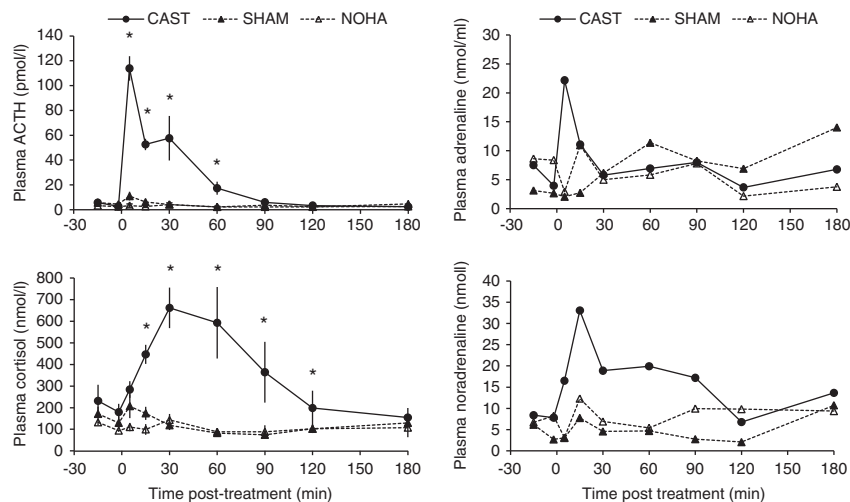 CAST SHAM NOHA
Plasma ACTH (pmol/l)
140
120
100
80
60
40
20
0
* * * *
-30 0 30 60 90 120 150 180
CAST SHAM NOHA
Plasma adrenaline (nmol/ml)
30
25
20
15
10
5
0
-30 0 30 60 90 120 150 180
Plasma cortisol (nmol/l)
800
700
600
500
400
300
200
100
0
* * * * *
-30 0 30 60 90 120 150 180
Time post-treatment (min)
Plasma noradrenaline (nmoll)
40
35
30
25
20
15
10
5
0
-30 0 30 60 90 120 150 180
Time post-treatment (min)